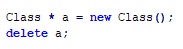 Class * a = new Class();
delete a;